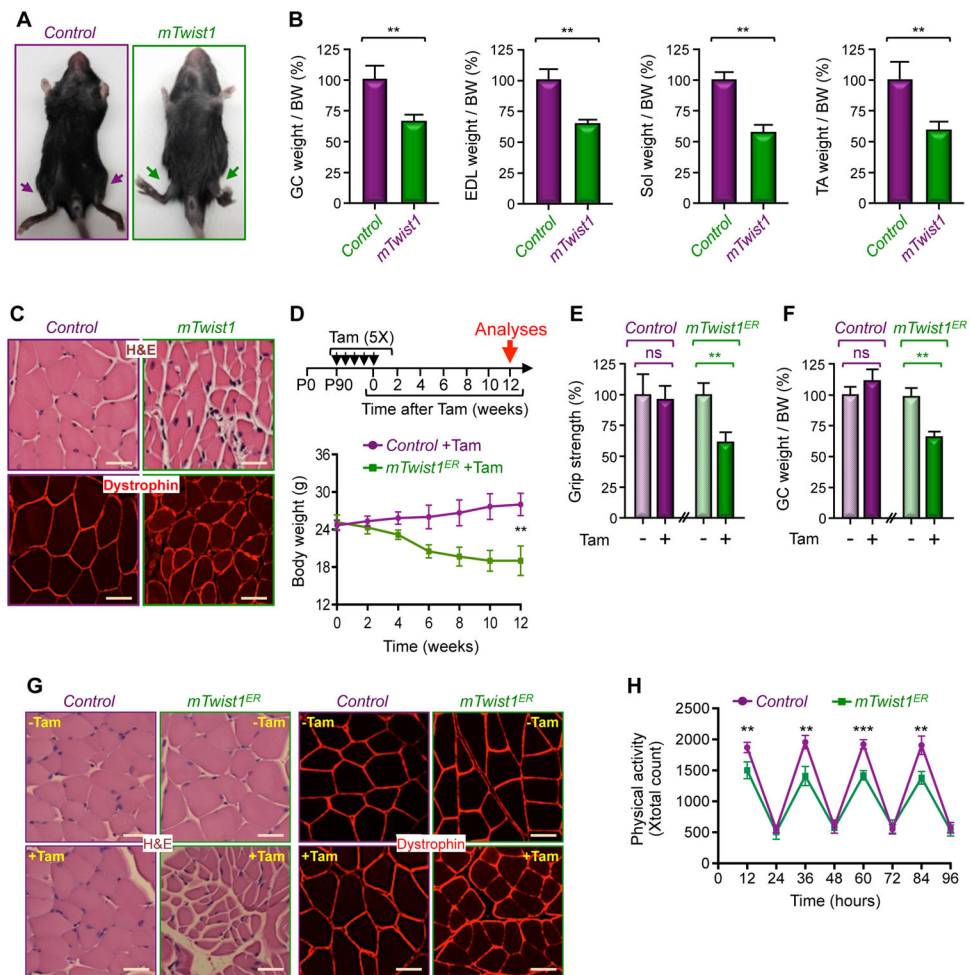 A
Control
mTwist1
B
GC weight / BW (%)
125
100
75
50
25
0
**
Control
mTwist1
EDL weight / BW (%)
125
100
75
50
25
0
**
Control
mTwist1
Sol weight / BW (%)
125
100
75
50
25
0
**
Control
mTwist1
TA weight / BW (%)
125
100
75
50
25
0
**
Control
mTwist1
C
Control
mTwist1
H&E
Dystrophin
D
Analyses
Tam (5X)
P0 P90 0 2 4 6 8 10 12
Time after Tam (weeks)
Control +Tam
mTwist1ER +Tam
Body weight (g)
30
24
18
12
**
0 2 4 6 8 10 12
Time (weeks)
E
Control
mTwist1ER
ns
**
Grip strength (%)
125
100
75
50
25
0
Tam - + - +
F
Control
mTwist1ER
ns
**
GC weight / BW (%)
125
100
75
50
25
0
Tam - + - +
G
Control
mTwist1ER
Control
mTwist1ER
-Tam
-Tam
-Tam
-Tam
H&E
Dystrophin
+Tam
+Tam
+Tam
+Tam
H
Control
mTwist1ER
Physical activity
(Xtotal count)
2500
2000
1500
1000
500
0
** ** *** **
0 12 24 36 48 60 72 84 96
Time (hours)